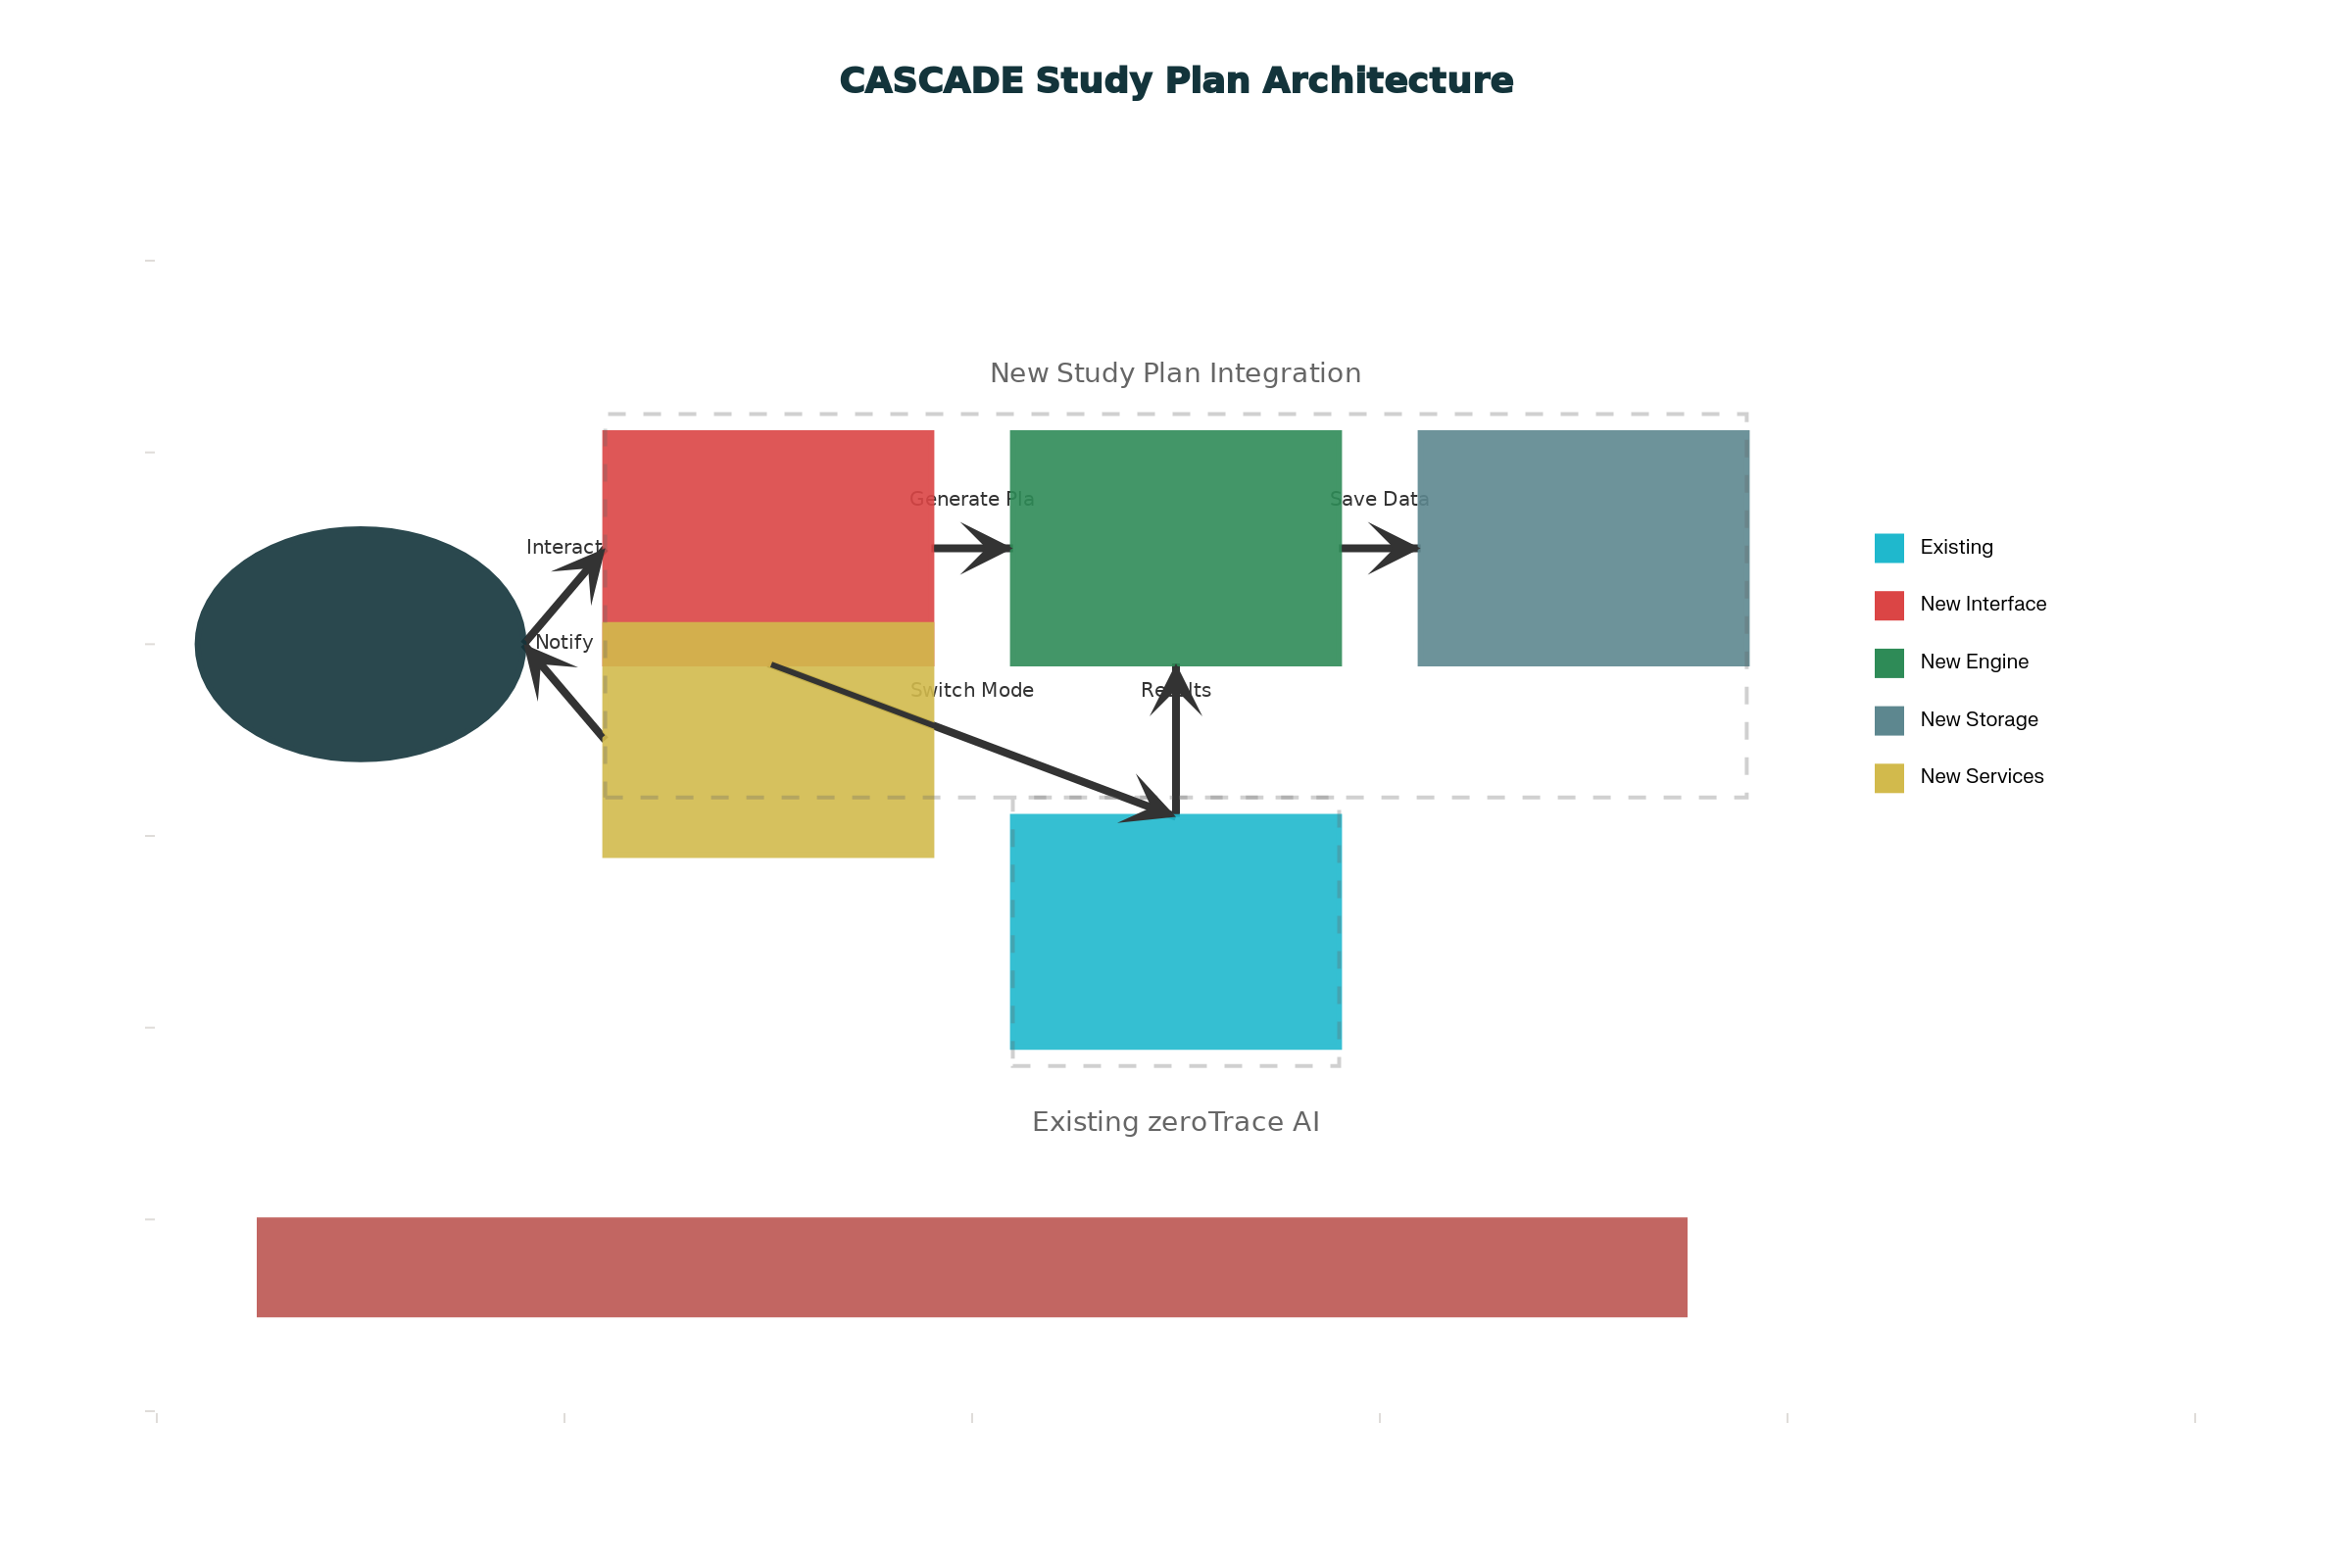 CASCADE Study Plan Architecture
New Study Plan Integration
Generate Pla
Save Data
Interact
Notify
Switch Mode
Results
Existing
New Interface
New Engine
New Storage
New Services
Existing zeroTrace AI